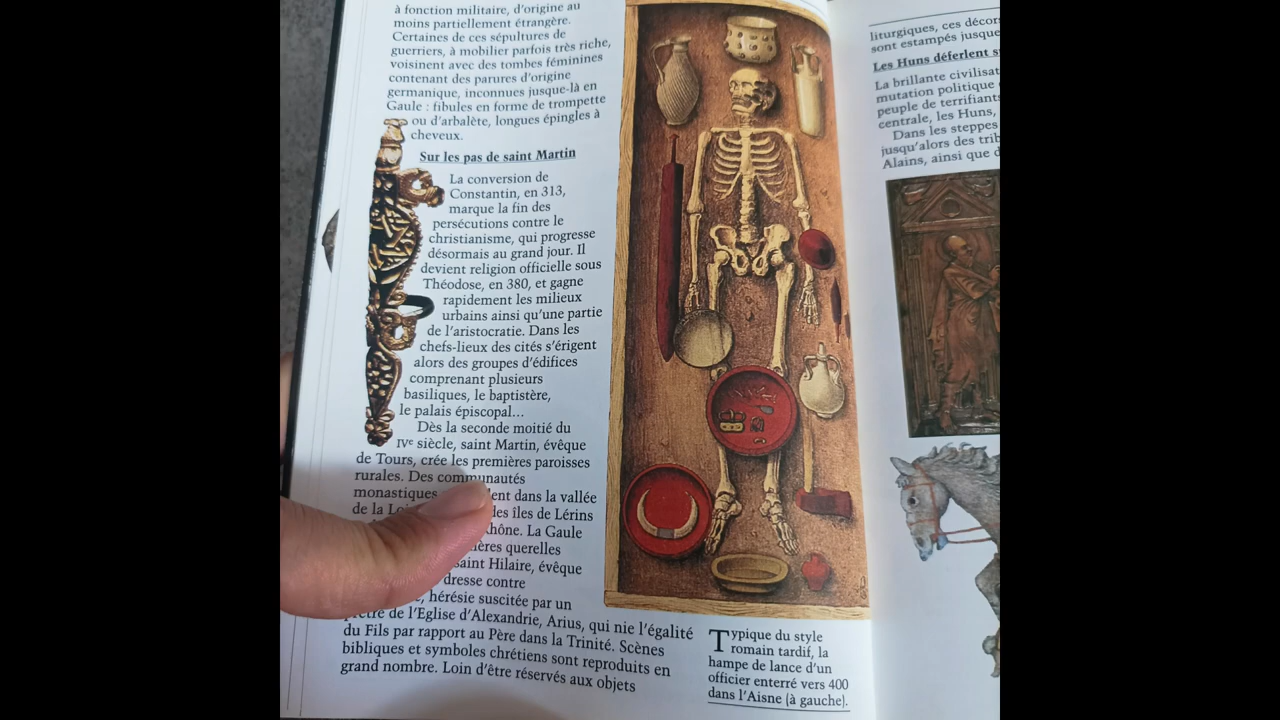 à fonction militaire, d'origine au
moins partiellement étrangère.
Certaines de ces sépultures de
guerriers, à mobilier parfois très riche,
voisinent avec des tombes féminines
contenant des parures d'origine
germanique, inconnues jusque-là en
Gaule : fibules en forme de trompette
ou d'arbalète, longues épingles à
cheveux.
Sur les pas de saint Martin
La conversion de
Constantin, en 313,
marque la fin des
persécutions contre le
christianisme, qui progresse
désormais au grand jour. Il
devient religion officielle sous
Théodose, en 380, et gagne
rapidement les milieux
urbains ainsi qu'une partie
de l'aristocratie. Dans les
chefs-lieux des cités s'érigent
alors des groupes d'édifices
comprenant plusieurs
basiliques, le baptistère,
le palais épiscopal...
Dès la seconde moitié du
IVe siècle, saint Martin, évêque
de Tours, crée les premières paroisses
rurales. Des communautés
monastiques dans la vallée
de la des îles de Lérins
La Gaule
querelles
saint Hilaire, évêque
dresse contre
hérésie suscitée par un
prêtre de l'Eglise d'Alexandrie, Arius, qui nie l'égalité
du Fils par rapport au Père dans la Trinité. Scènes
bibliques et symboles chrétiens sont reproduits en
grand nombre. Loin d'être réservés aux objets
Typique du style
romain tardif, la
hampe de lance d'un
officier enterré vers 400
dans l'Aisne (à gauche).
liturgiques, ces décors
sont estampés jusque
Les Huns déferlent
La brillante
mutation politique
peuple de terrifiants
centrale, les Huns,
Dans les steppes
jusqu'alors des
Alains, ainsi que